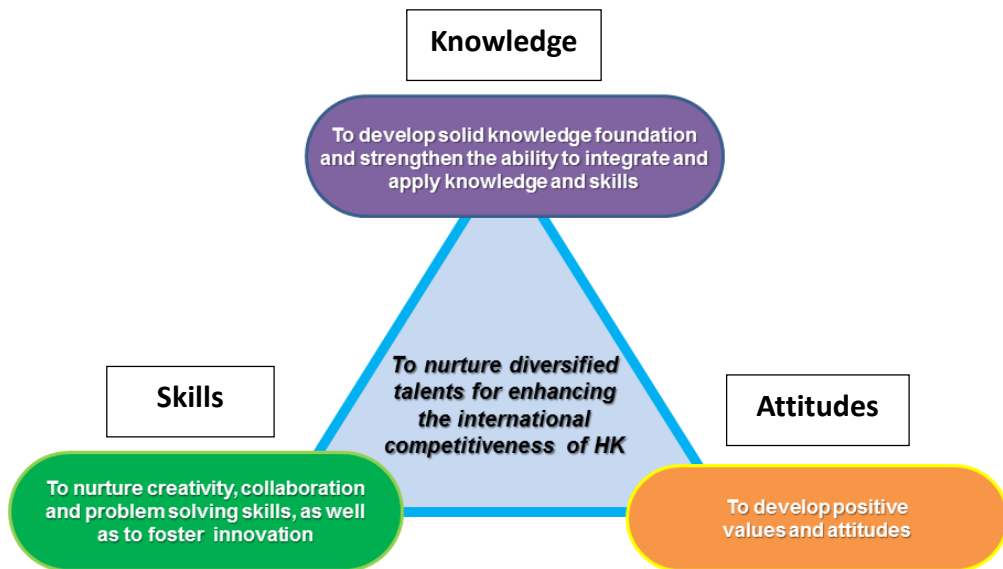 Knowledge
To develop solid knowledge foundation
and strengthen the ability to integrate and
apply knowledge and skills
To nurture diversified
talents for enhancing
the international
competitiveness of HK
Skills
Attitudes
To nurture creativity, collaboration
and problem solving skills, as well
as to foster innovation
To develop positive
values and attitudes